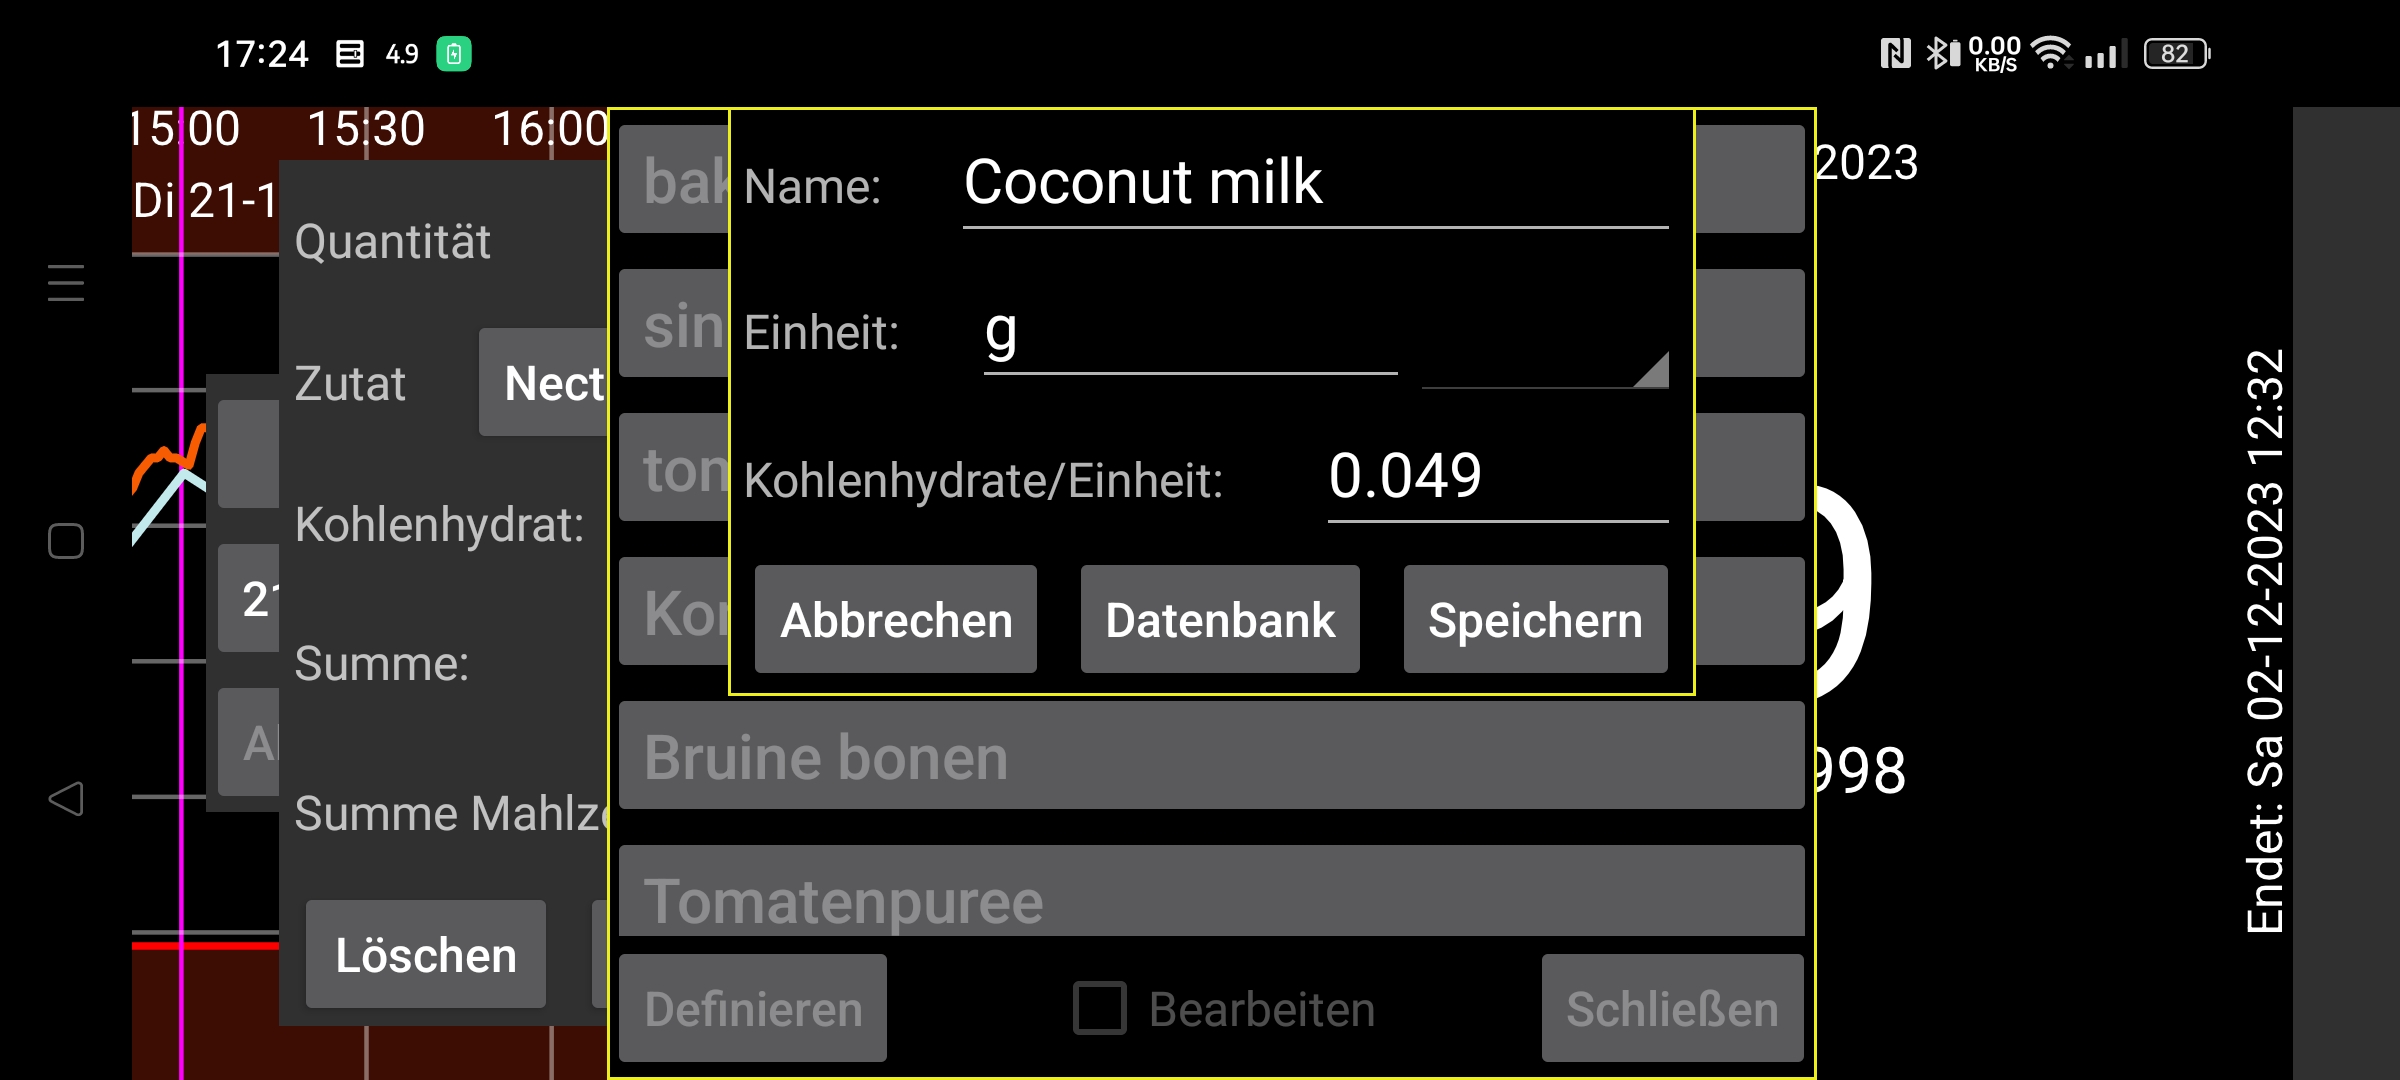 17:24 4.9 0.00 KB/S 82
15:00 15:30 16:00
Di 21-1
Quantität
Zutat Nect
Kohlenhydrat:
21
Summe:
Al
Summe Mahlze
Löschen
bak
sin
ton
Kor
Bruine bonen
Tomatenpuree
Definieren Bearbeiten Schließen
Name: Coconut milk
Einheit: g
Kohlenhydrate/Einheit: 0.049
Abbrechen Datenbank Speichern
2023
9
998
Endet: Sa 02-12-2023 12:32